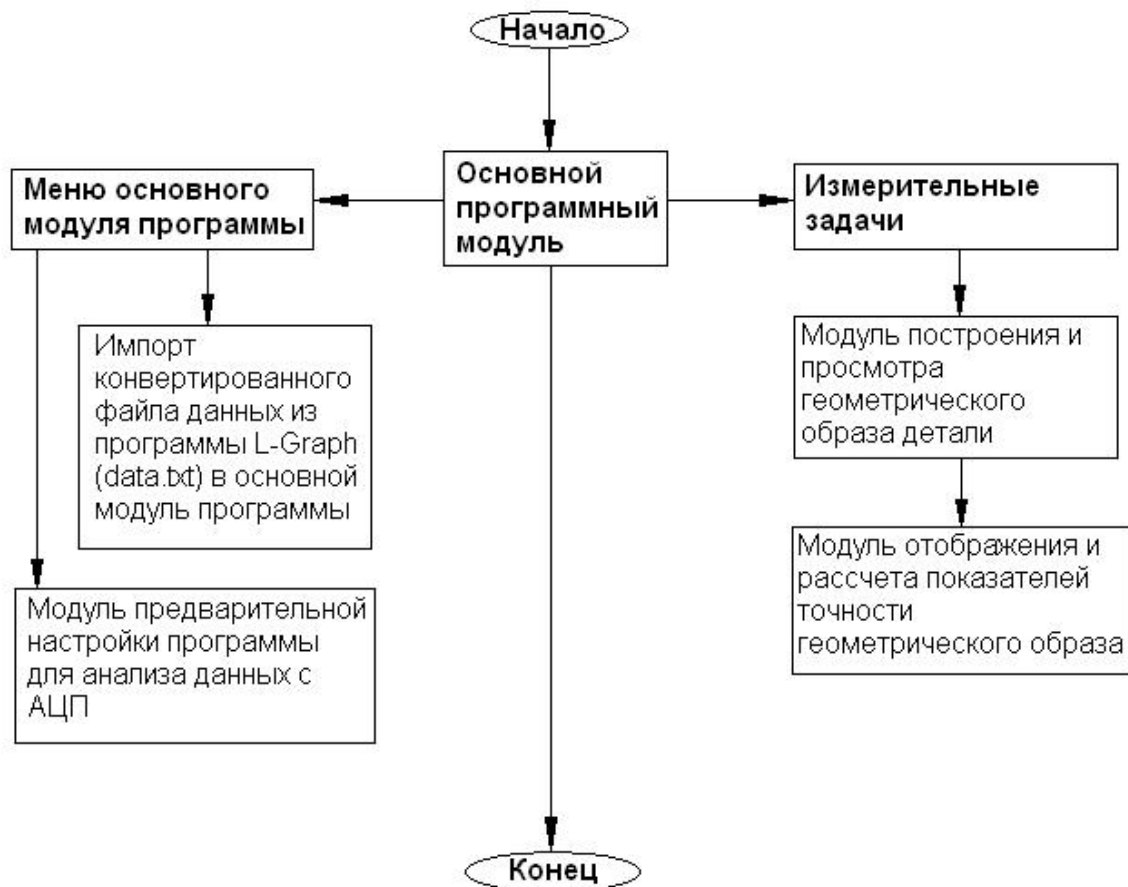 Начало
Меню основного
модуля программы
Основной
программный
модуль
Измерительные
задачи
Импорт
конвертированного
файла данных из
программы L-Graph
(data.txt) в основной
модуль программы
Модуль построения и
просмотра
геометрического
образа детали
Модуль предварительной
настройки программы
для анализа данных с
АЦП
Модуль отображения и
рассчета показателей
точности
геометрического образа
Конец